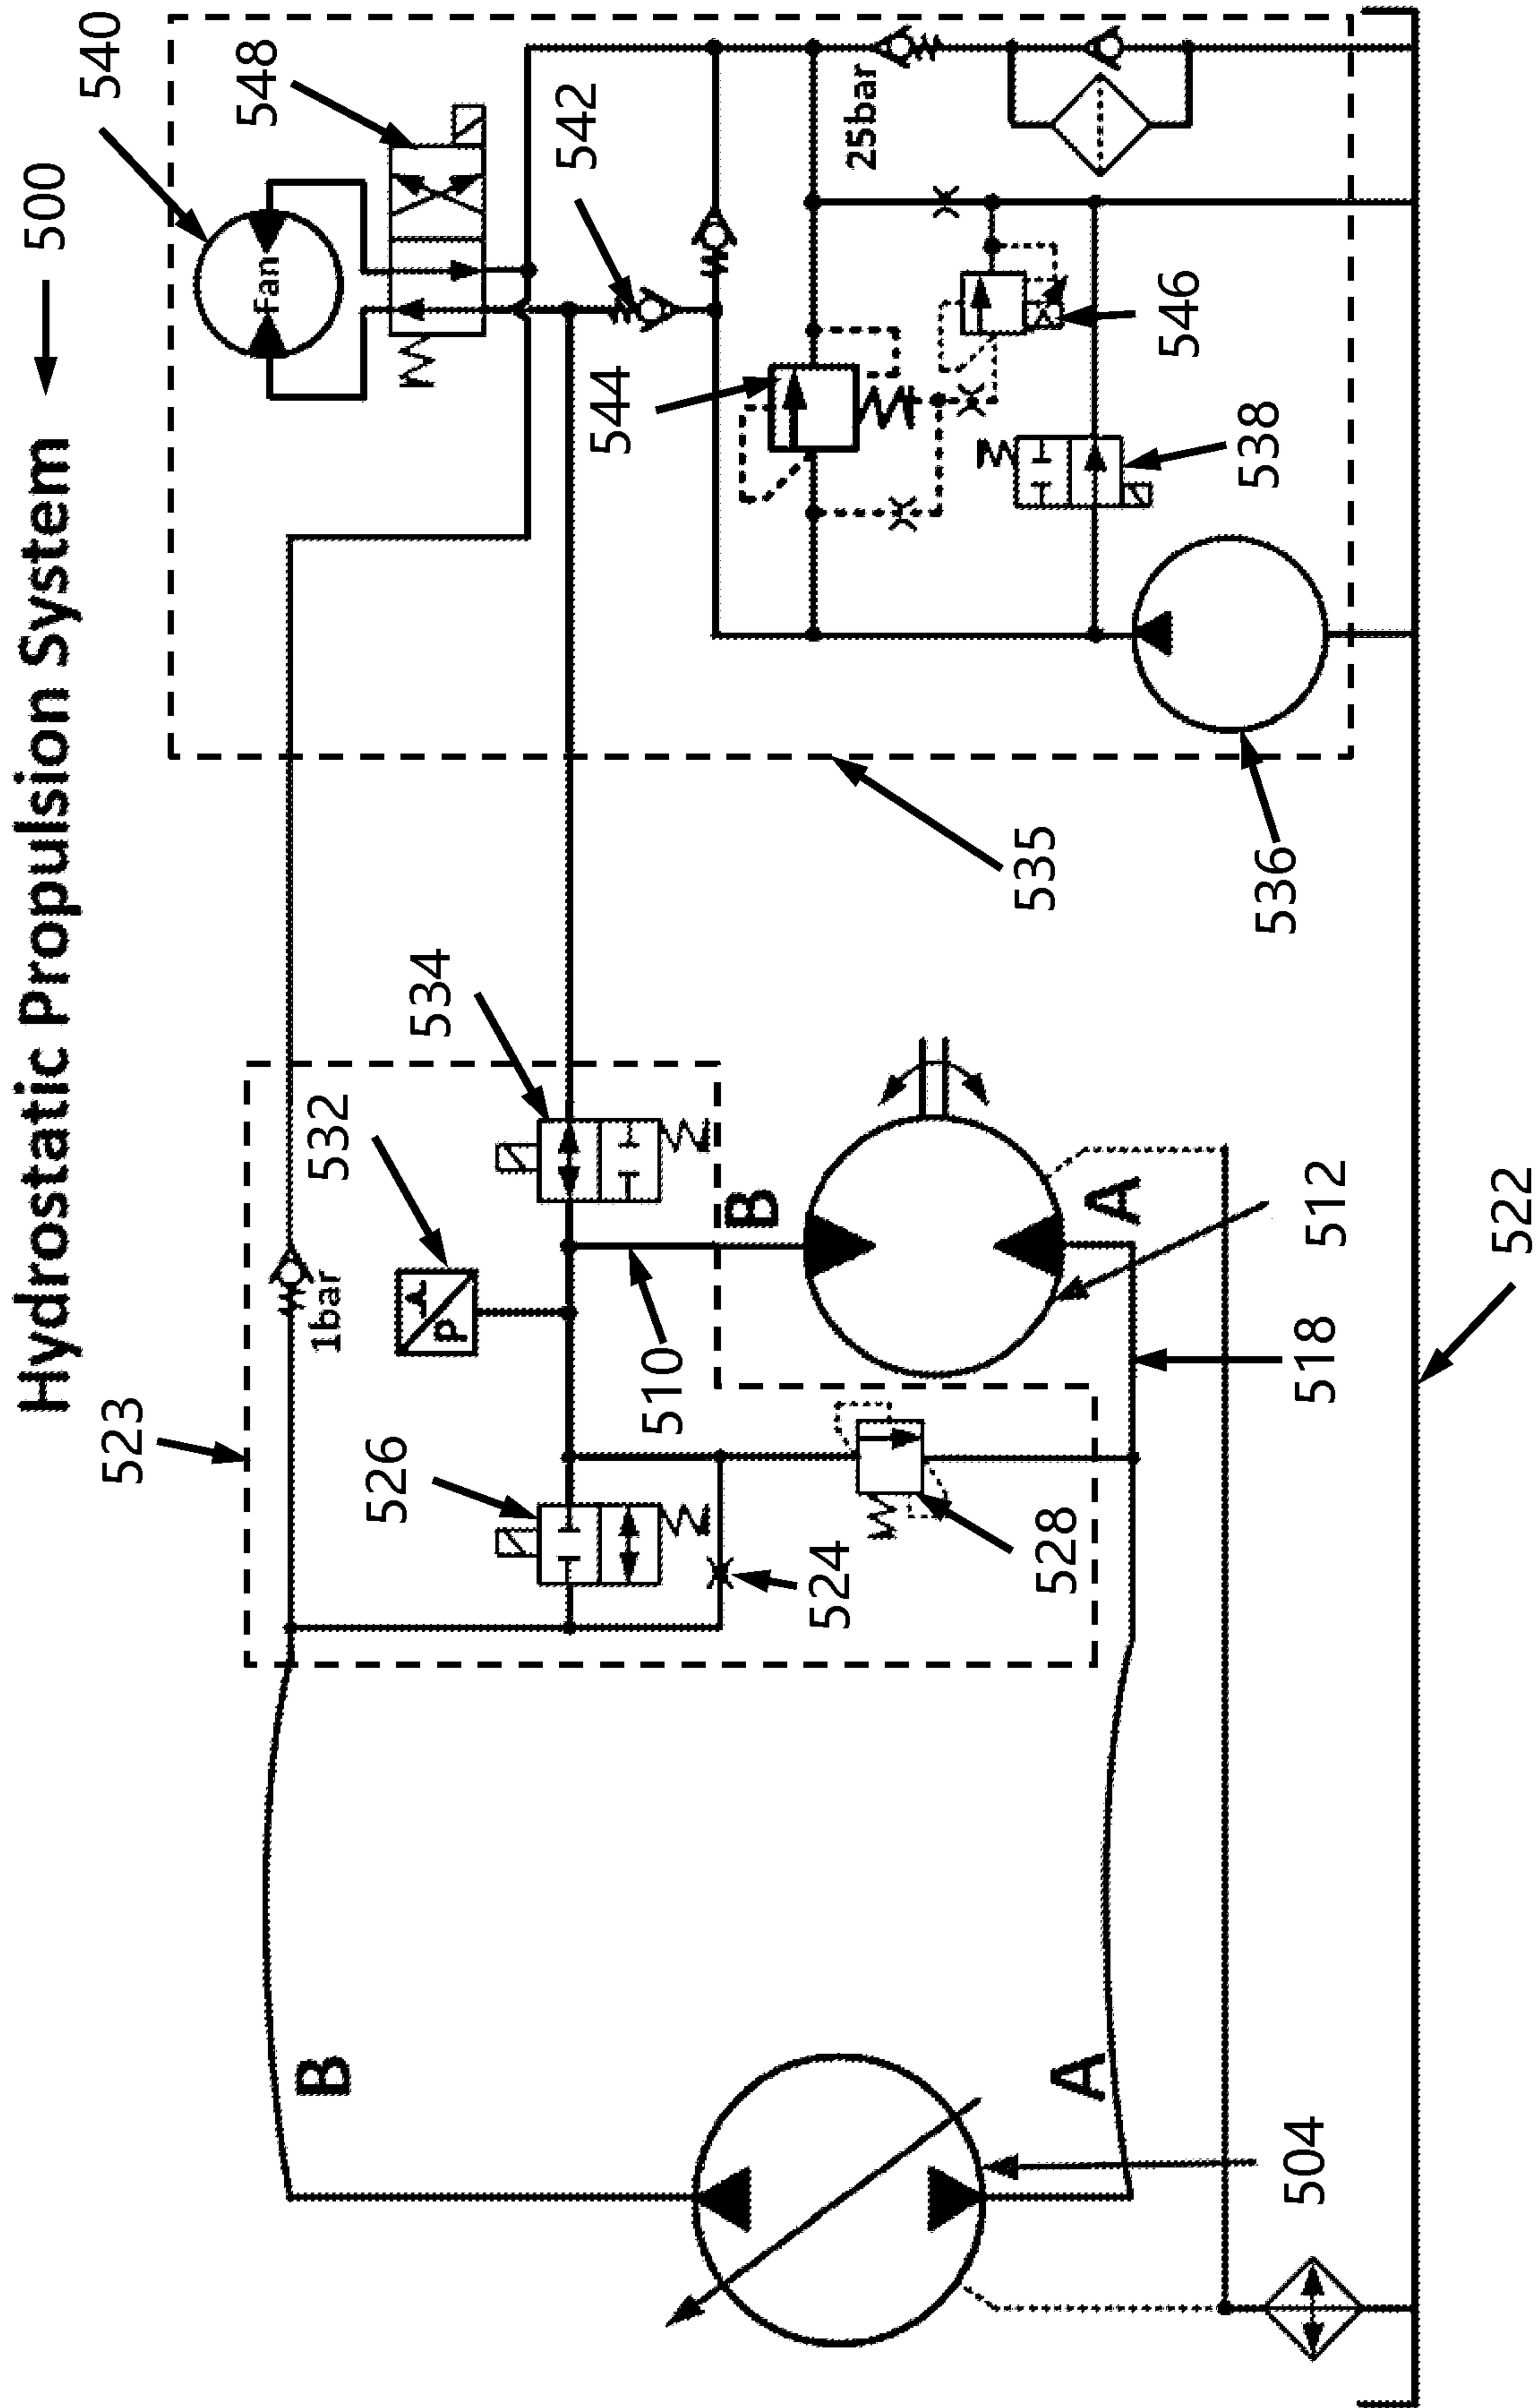 Hydrostatic Propulsion System
500
540
548
Fan
542
25bar
544
546
538
535
536
534
532
523
1bar
526
510
B
A
512
524
528
518
522
B
A
504
P